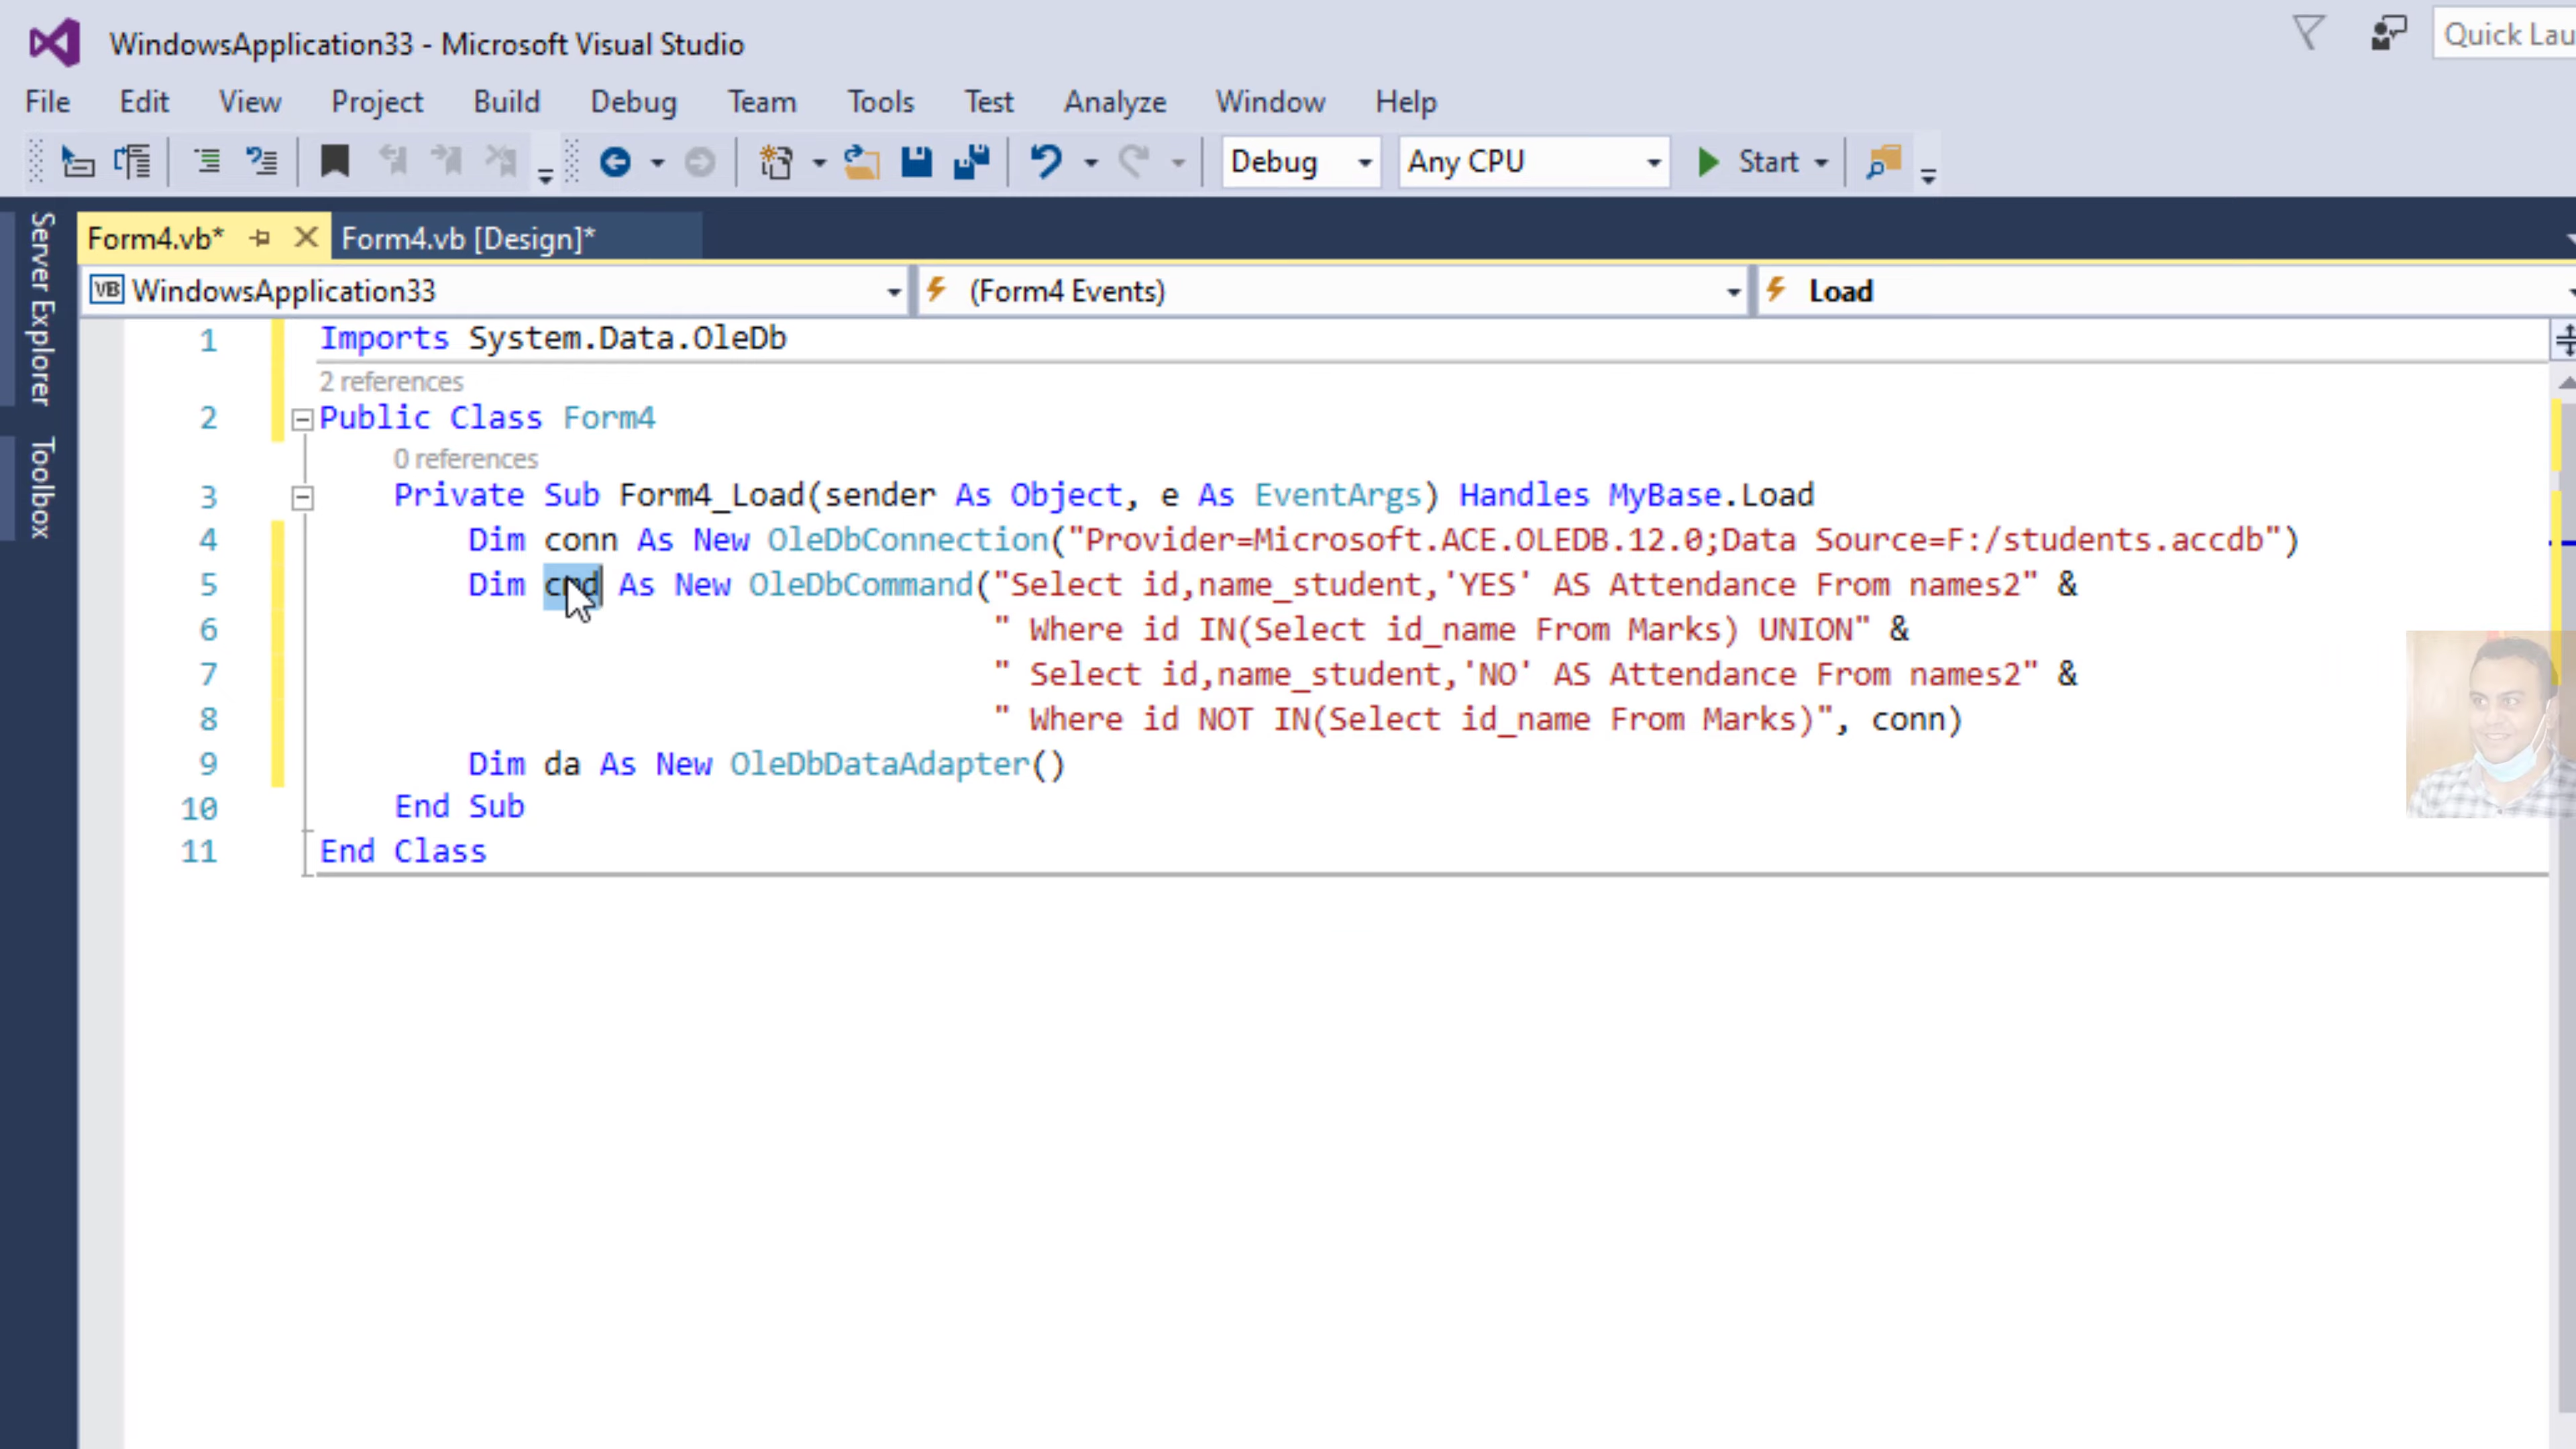 WindowsApplication33 - Microsoft Visual Studio
Quick Lau
File Edit View Project Build Debug Team Tools Test Analyze Window Help
Debug Any CPU Start
Server Explorer
Toolbox
Form4.vb* Form4.vb [Design]*
VB WindowsApplication33 (Form4 Events) Load
1 Imports System.Data.OleDb
2 references
2 Public Class Form4
0 references
3 Private Sub Form4_Load(sender As Object, e As EventArgs) Handles MyBase.Load
4 Dim conn As New OleDbConnection("Provider=Microsoft.ACE.OLEDB.12.0;Data Source=F:/students.accdb")
5 Dim cmd As New OleDbCommand("Select id,name_student,'YES' AS Attendance From names2" &
6 " Where id IN(Select id_name From Marks) UNION" &
7 " Select id,name_student,'NO' AS Attendance From names2" &
8 " Where id NOT IN(Select id_name From Marks)", conn)
9 Dim da As New OleDbDataAdapter()
10 End Sub
11 End Class